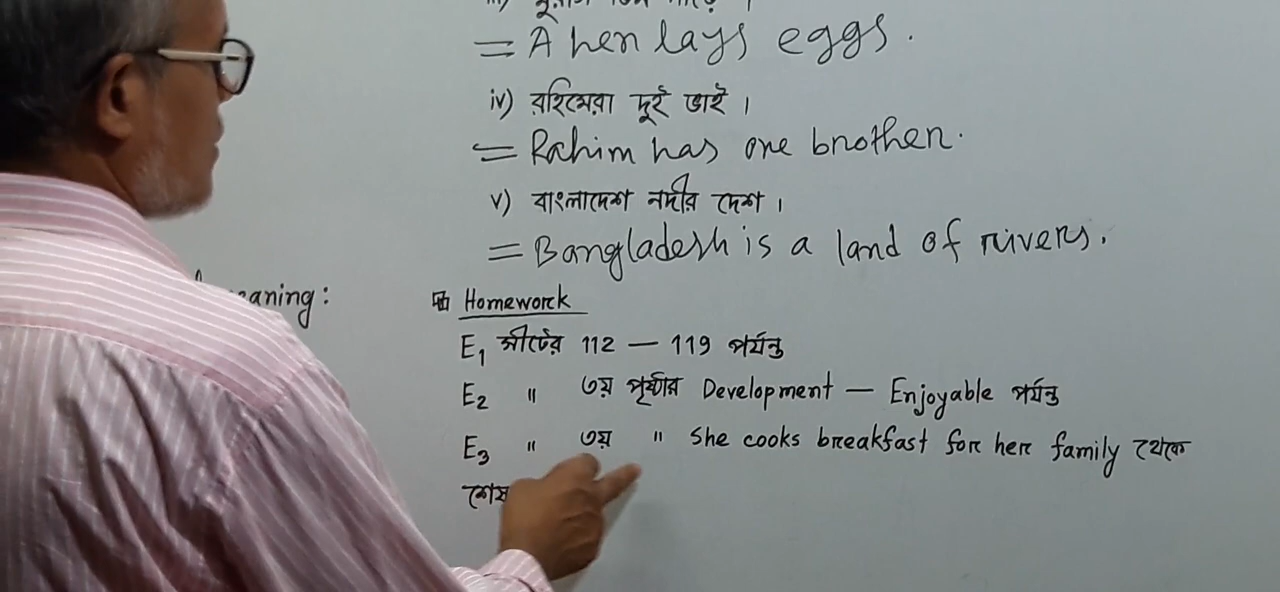 = A hen lays eggs.
iv) রহিমেরা দুই ভাই।
= Rahim has one brother.
v) বাংলাদেশ নদীর দেশ।
= Bangladesh is a land of rivers.
Homework
E1 সীটের 112 — 119 পর্যন্ত
E2 " ৩য় পৃষ্ঠার Development — Enjoyable পর্যন্ত
E3 " ৩য় " She cooks breakfast for her family থেকে
শেষ